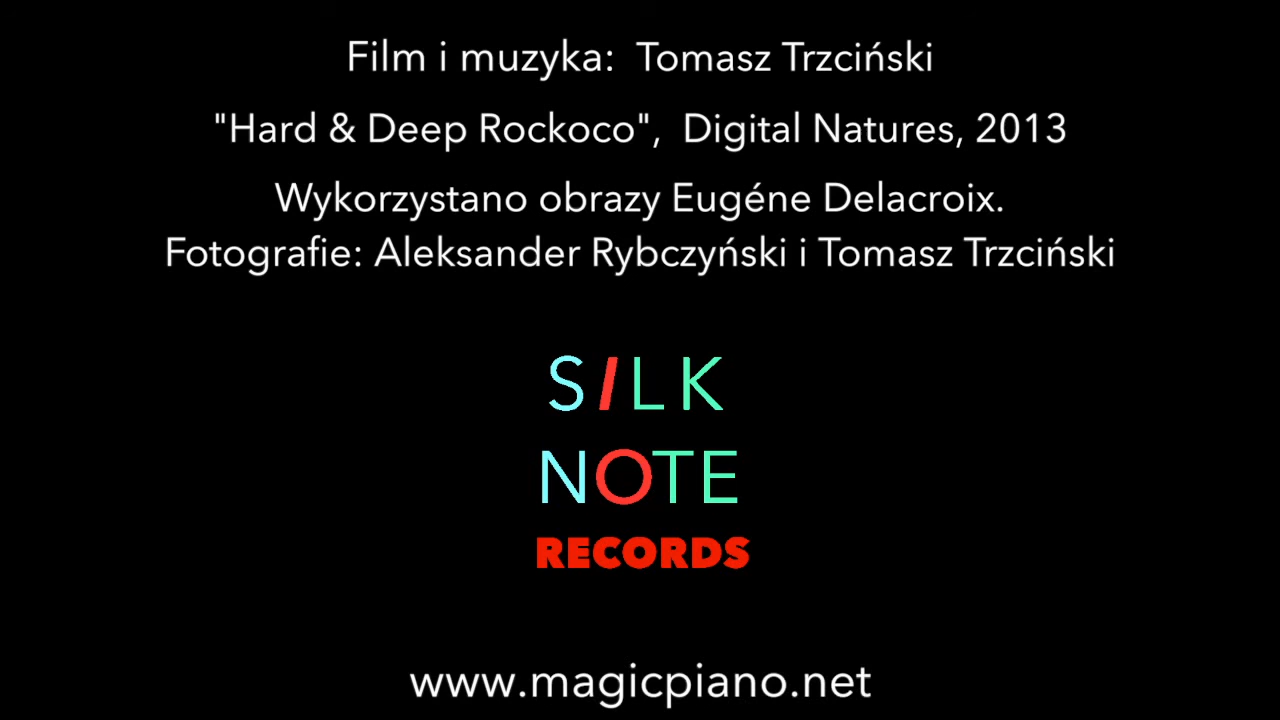 Film i muzyka: Tomasz Trzciński
"Hard & Deep Rockoco", Digital Natures, 2013
Wykorzystano obrazy Eugéne Delacroix.
Fotografie: Aleksander Rybczyński i Tomasz Trzciński
SILK
NOTE
RECORDS
www.magicpiano.net